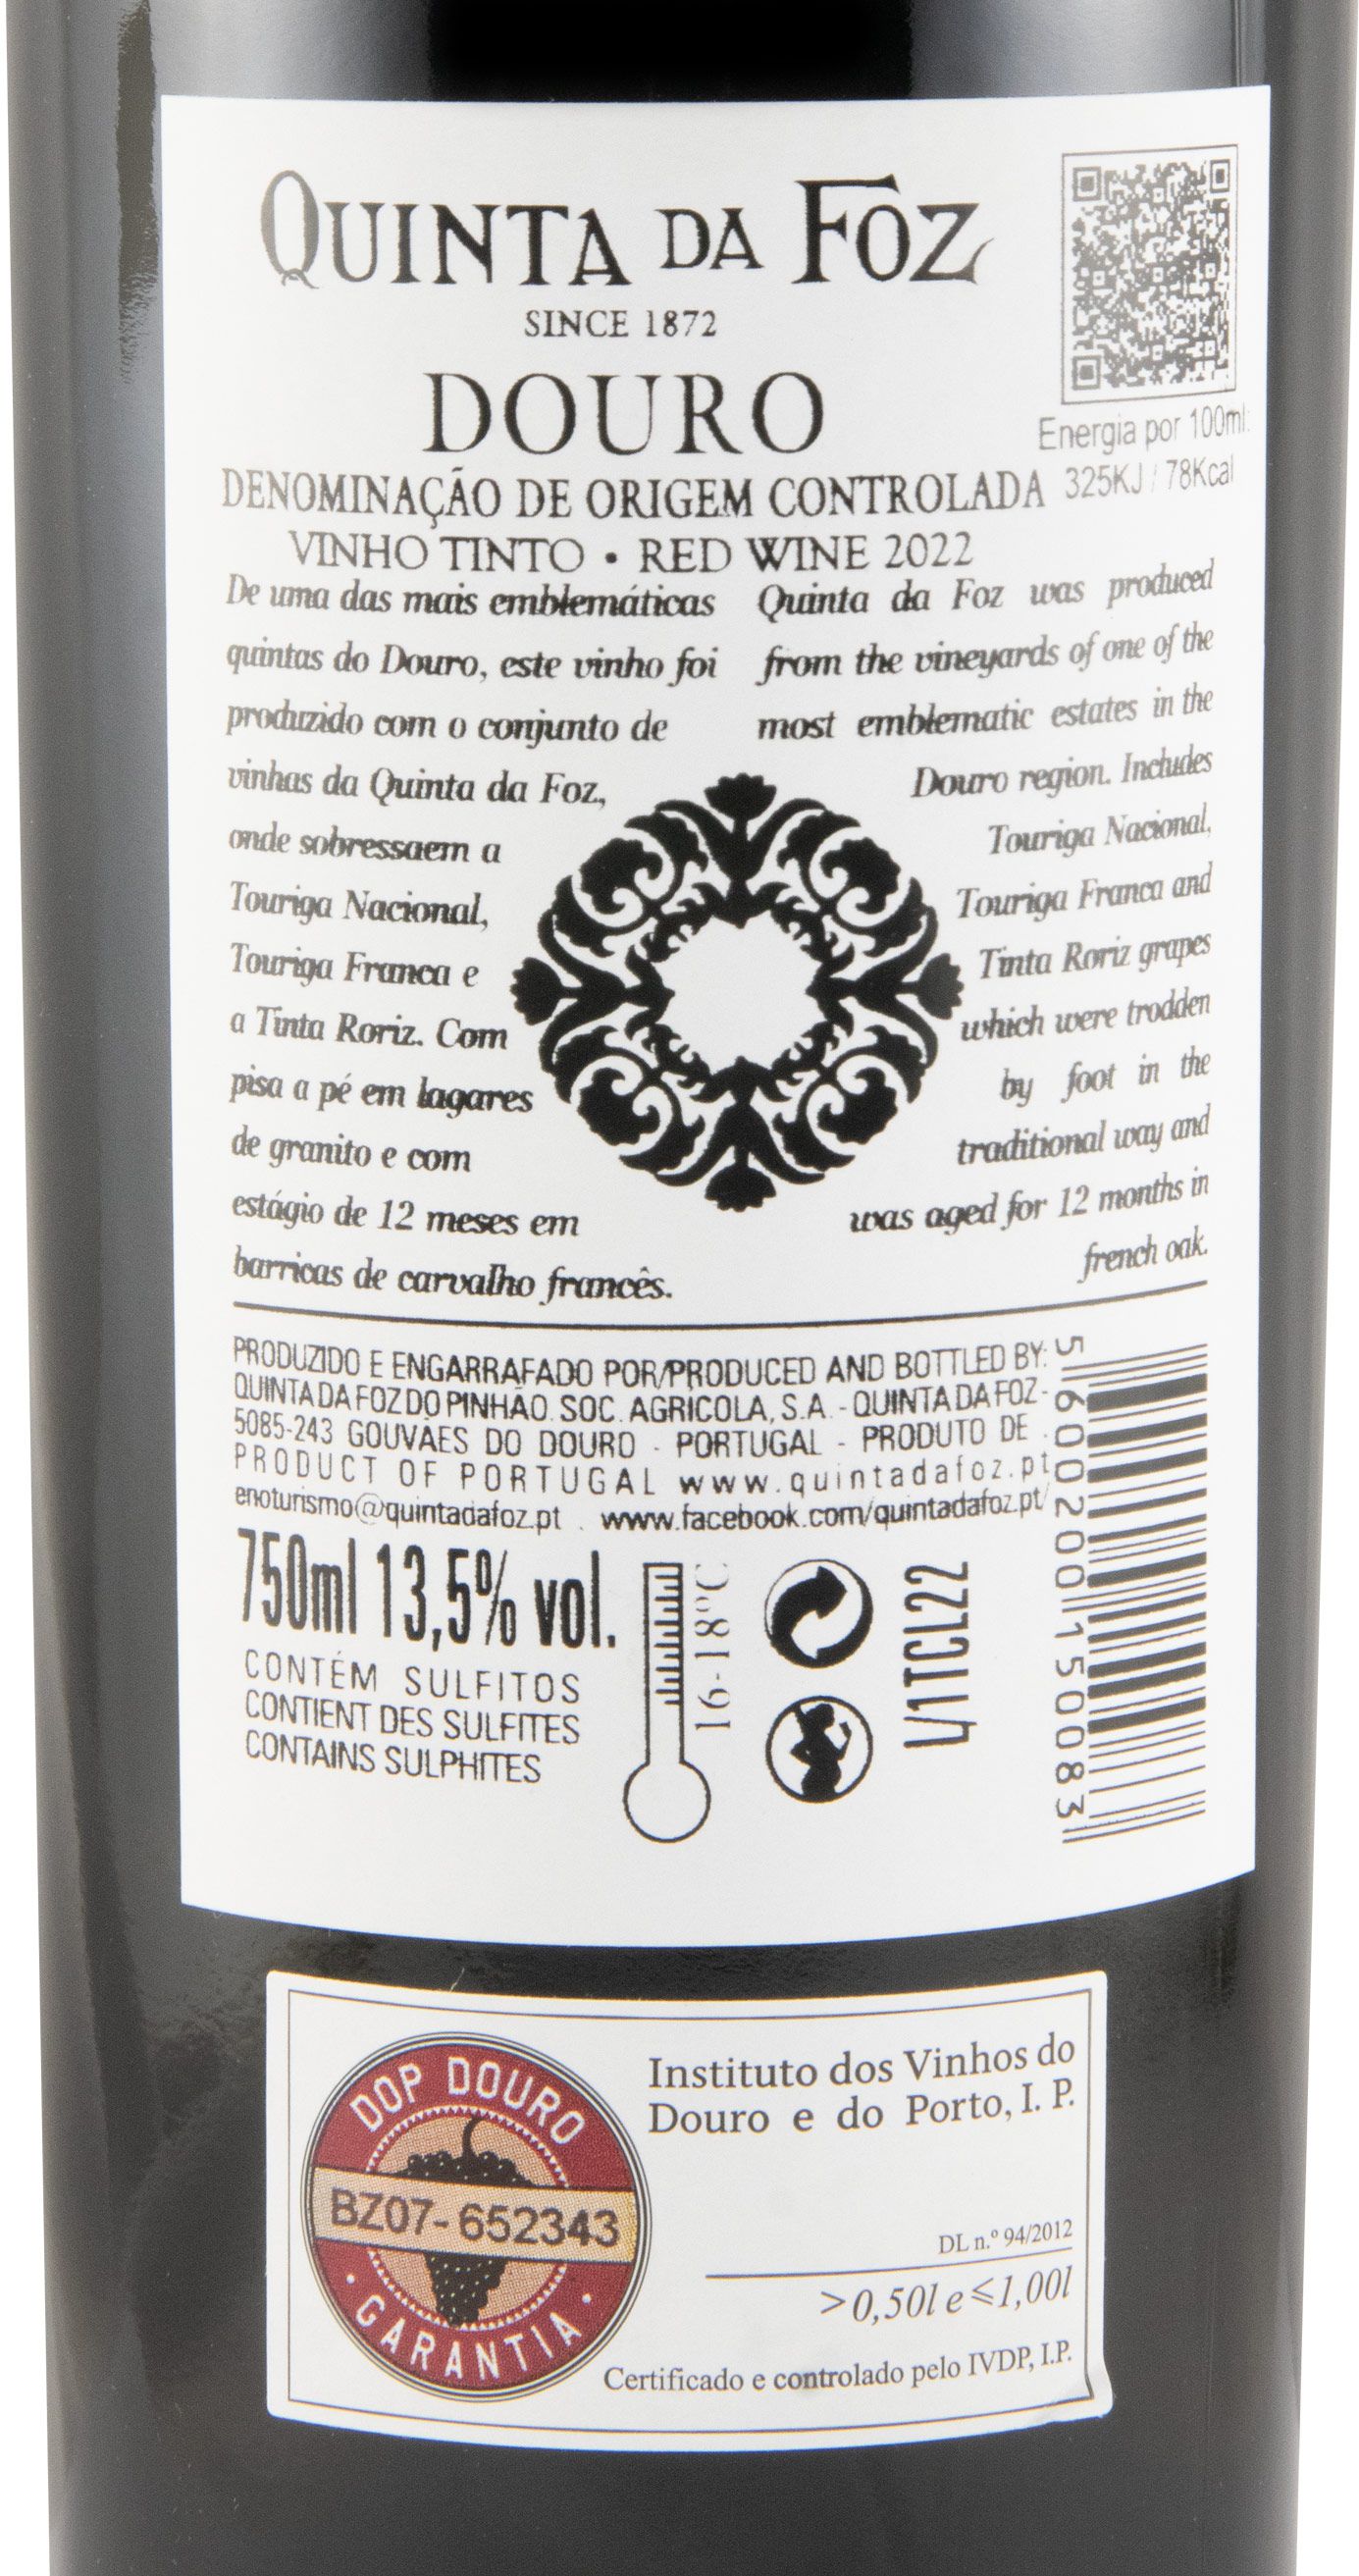 QUINTA DA FOZ
SINCE 1872
DOURO
DENOMINAÇÃO DE ORIGEM CONTROLADA
VINHO TINTO • RED WINE 2022
Energia por 100ml:
325KJ / 78Kcal
De uma das mais emblemáticas
quintas do Douro, este vinho foi
produzido com o conjunto de
vinhas da Quinta da Foz,
onde sobressaem a
Touriga Nacional,
Touriga Franca e
a Tinta Roriz. Com
pisa a pé em lagares
de granito e com
estágio de 12 meses em
barricas de carvalho francês.
Quinta da Foz was produced
from the vineyards of one of the
most emblematic estates in the
Douro region. Includes
Touriga Nacional,
Touriga Franca and
Tinta Roriz grapes
which were trodden
by foot in the
traditional way and
was aged for 12 months in
french oak.
PRODUZIDO E ENGARRAFADO POR/PRODUCED AND BOTTLED BY:
QUINTA DA FOZ DO PINHÃO. SOC. AGRÍCOLA, S.A. - QUINTA DA FOZ -
5085-243 GOUVÃES DO DOURO - PORTUGAL - PRODUTO DE .
PRODUCT OF PORTUGAL www.quintadafoz.pt
enoturismo@quintadafoz.pt . www.facebook.com/quintadafoz.pt/
750ml 13,5% vol.
CONTÉM SULFITOS
CONTIENT DES SULFITES
CONTAINS SULPHITES
16-18°C
L/1TCL22
5 600200 150083
DOP DOURO
BZ07-652343
• GARANTIA •
Instituto dos Vinhos do
Douro e do Porto, I. P.
DL n.º 94/2012
>0,50l e ≤1,00l
Certificado e controlado pelo IVDP, I.P.